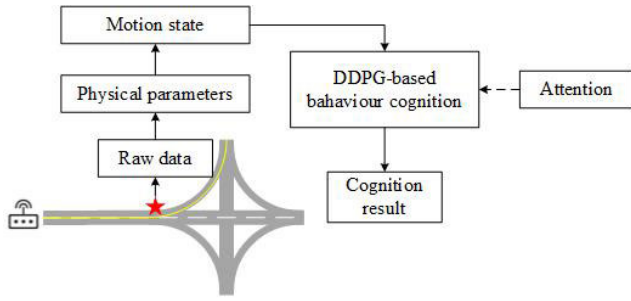 Motion state
Physical parameters
Raw data
DDPG-based
bahaviour cognition
Attention
Cognition
result